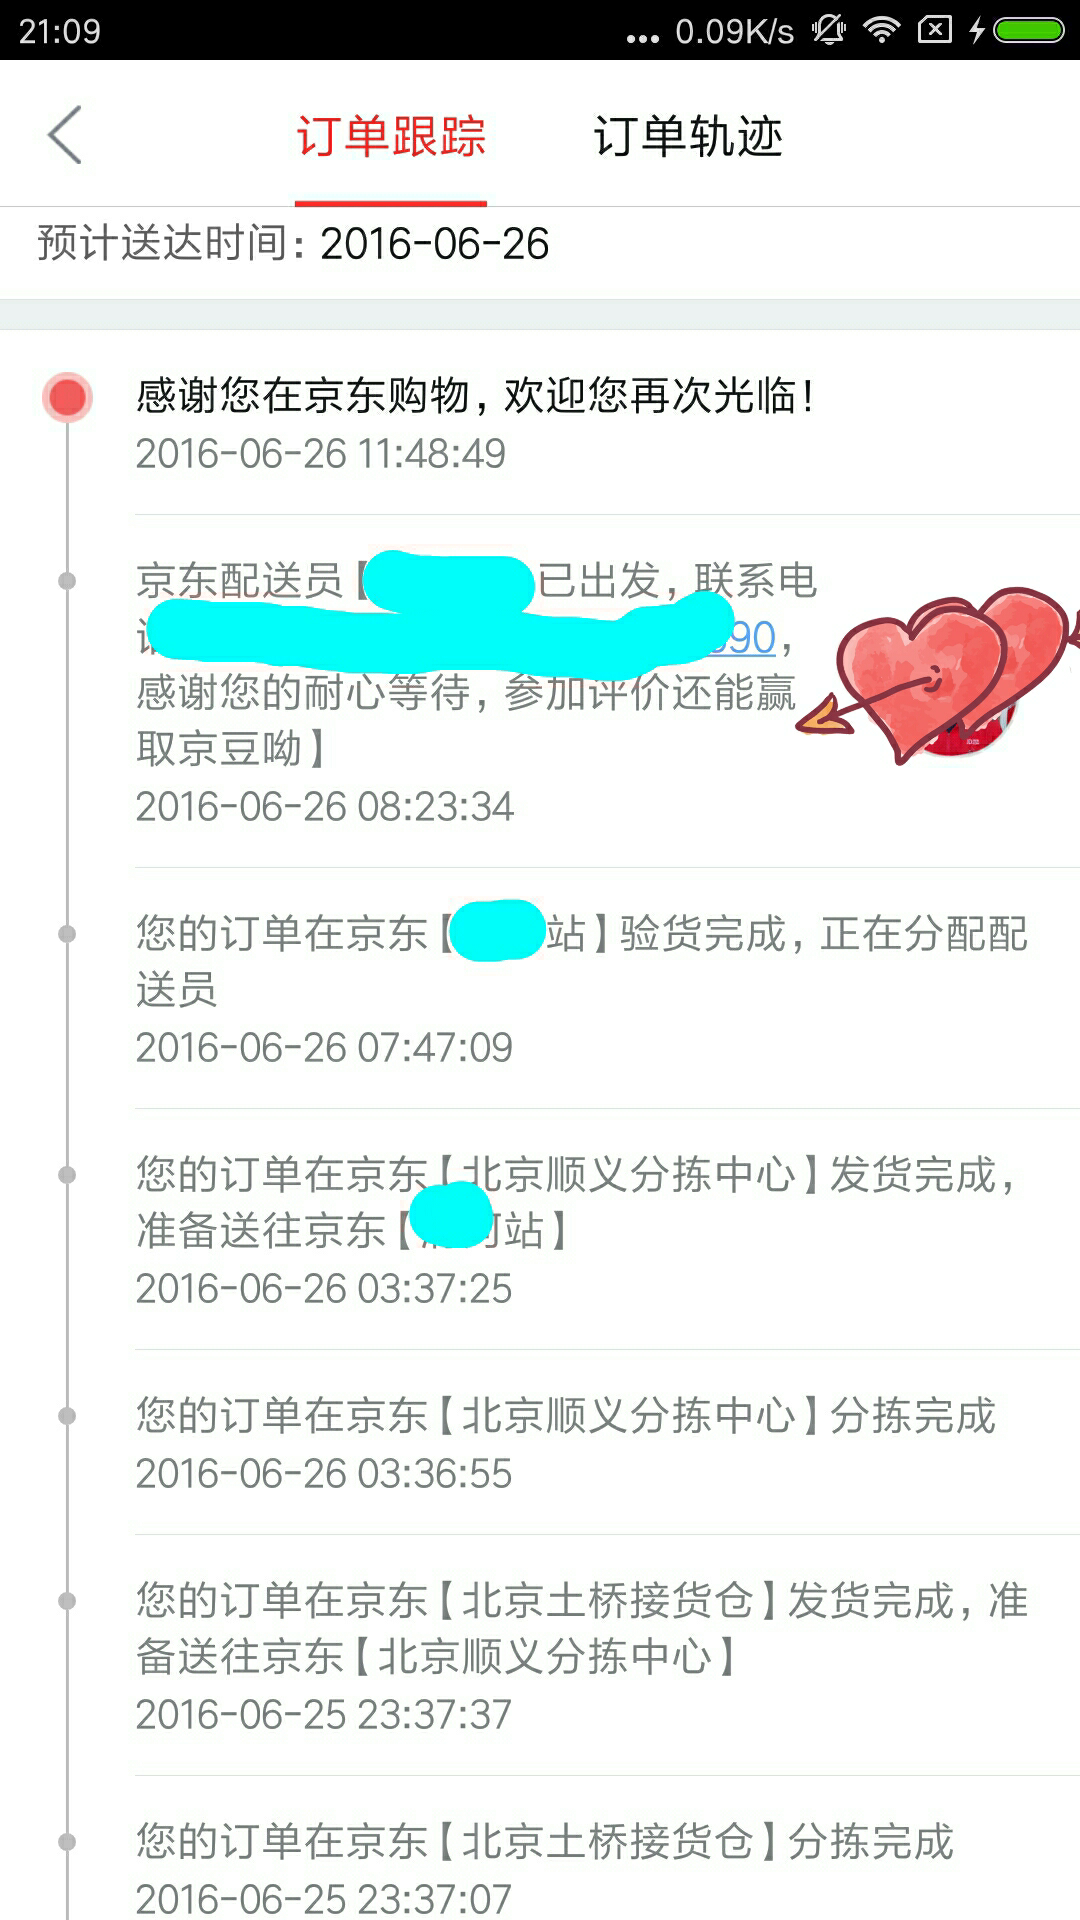 21:09
0.09K/s
订单跟踪 订单轨迹
预计送达时间：2016-06-26
感谢您在京东购物，欢迎您再次光临！
2016-06-26 11:48:49
京东配送员【 已出发，联系电
990，
感谢您的耐心等待，参加评价还能赢
取京豆呦】
2016-06-26 08:23:34
您的订单在京东【 站】验货完成，正在分配配
送员
2016-06-26 07:47:09
您的订单在京东【北京顺义分拣中心】发货完成，
准备送往京东【 站】
2016-06-26 03:37:25
您的订单在京东【北京顺义分拣中心】分拣完成
2016-06-26 03:36:55
您的订单在京东【北京土桥接货仓】发货完成，准
备送往京东【北京顺义分拣中心】
2016-06-25 23:37:37
您的订单在京东【北京土桥接货仓】分拣完成
2016-06-25 23:37:07